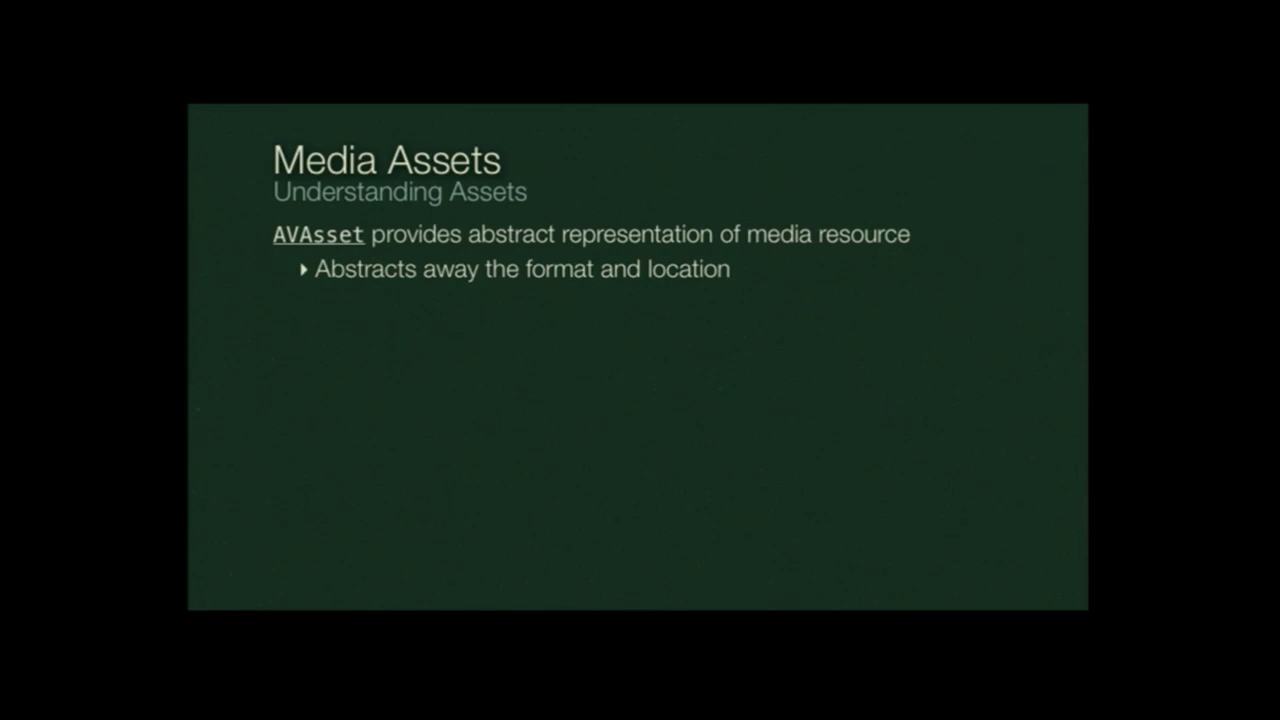 Media Assets
Understanding Assets
AVAsset provides abstract representation of media resource
Abstracts away the format and location